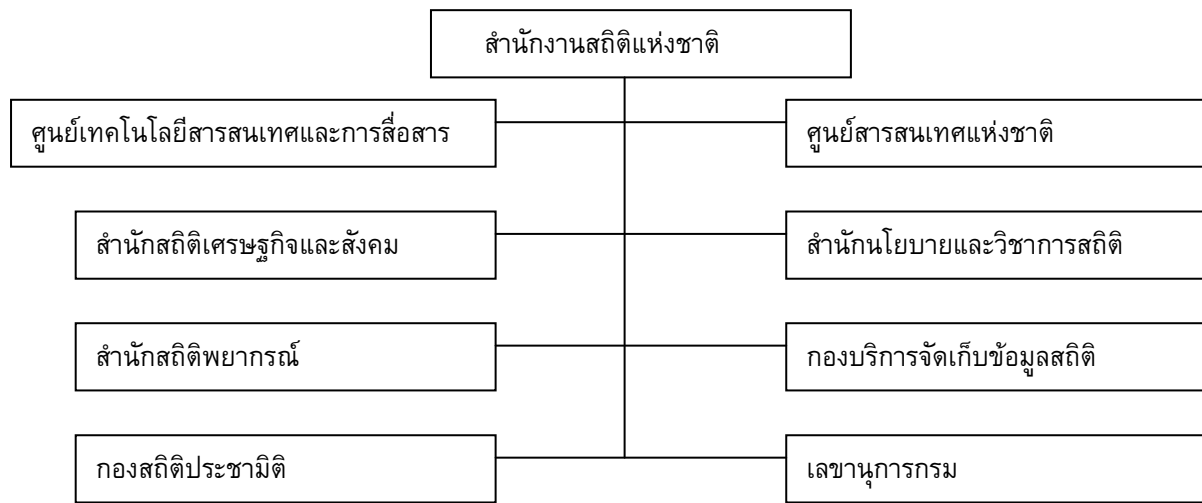 สำนักงานสถิติแห่งชาติ
ศูนย์เทคโนโลยีสารสนเทศและการสื่อสาร
ศูนย์สารสนเทศแห่งชาติ
สำนักสถิติเศรษฐกิจและสังคม
สำนักนโยบายและวิชาการสถิติ
สำนักสถิติพยากรณ์
กองบริการจัดเก็บข้อมูลสถิติ
กองสถิติประชามิติ
เลขานุการกรม